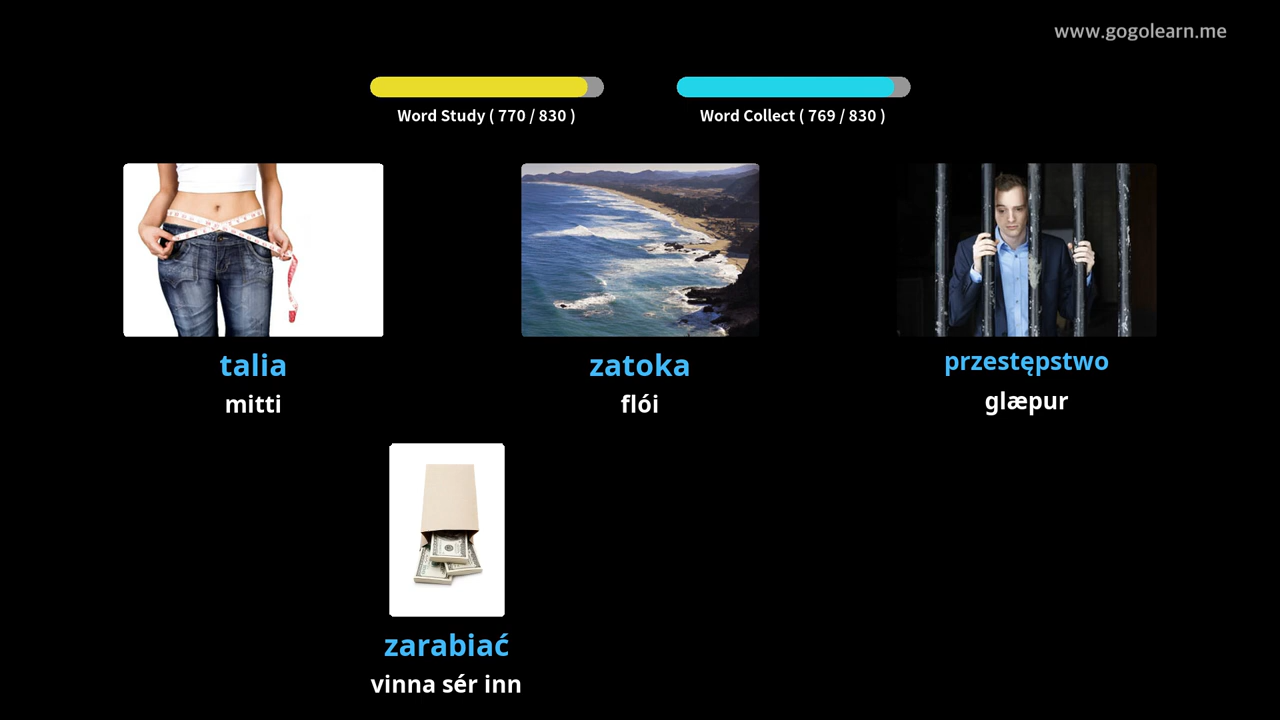 www.gogolearn.me
Word Study ( 770 / 830 )
Word Collect ( 769 / 830 )
talia
mitti
zatoka
flói
przestępstwo
glæpur
zarabiać
vinna sér inn